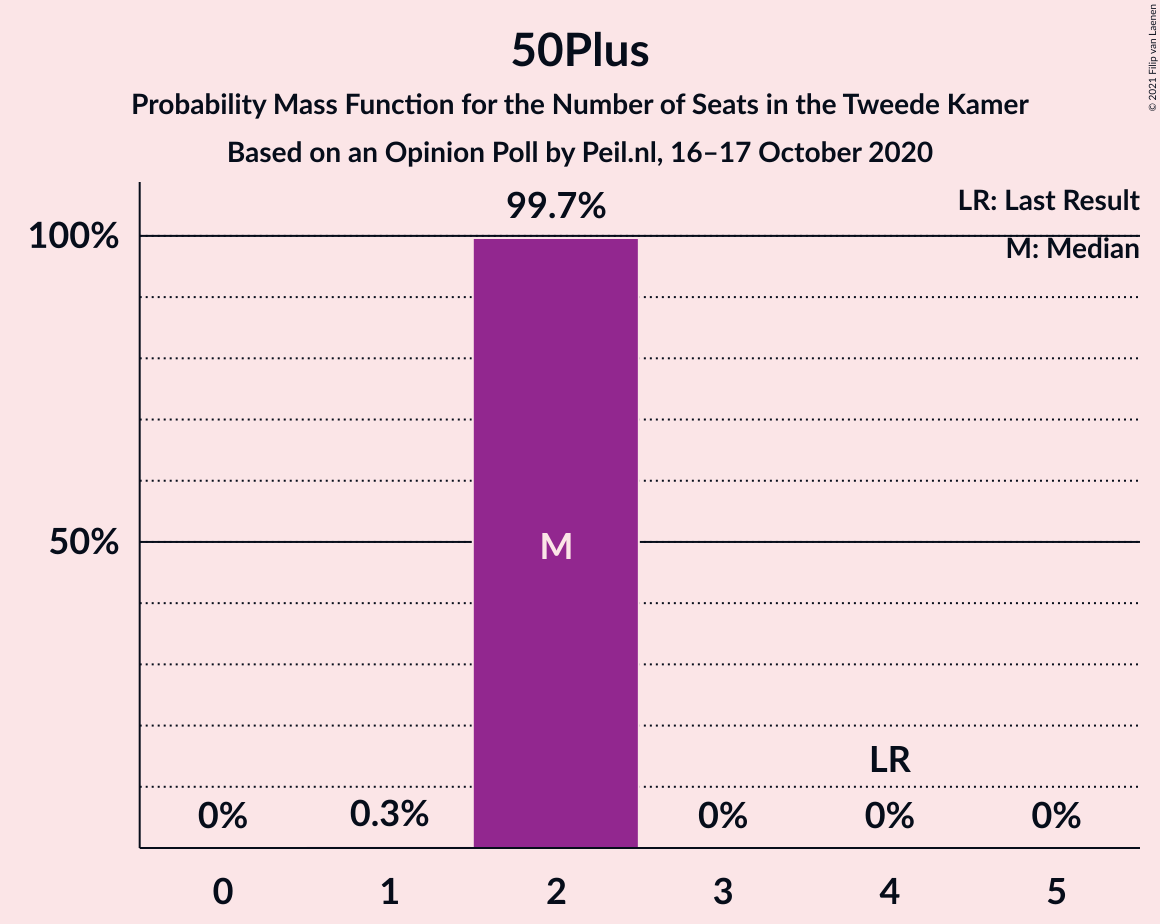 50Plus
Probability Mass Function for the Number of Seats in the Tweede Kamer
Based on an Opinion Poll by Peil.nl, 16–17 October 2020
© 2021 Filip van Laenen
LR: Last Result
M: Median
99.7%
100%
50%
M
LR
0%
0.3%
0%
0%
0%
0 1 2 3 4 5